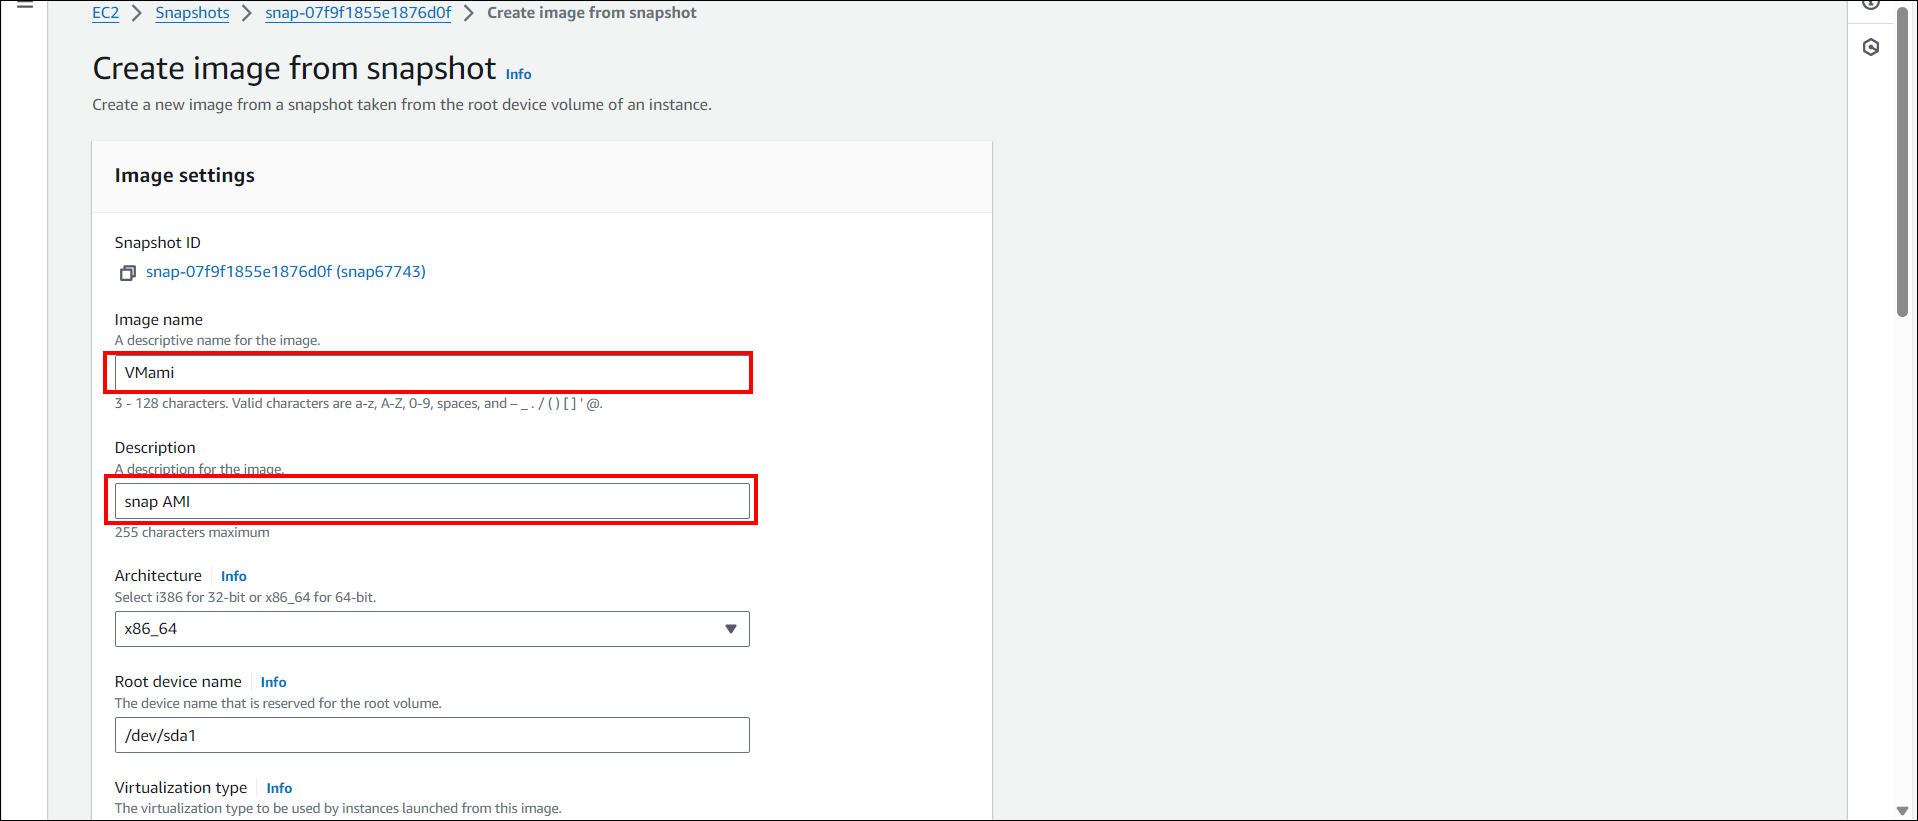 EC2 > Snapshots > snap-07f9f1855e1876d0f > Create image from snapshot
Create image from snapshot Info
Create a new image from a snapshot taken from the root device volume of an instance.
Image settings
Snapshot ID
snap-07f9f1855e1876d0f (snap67743)
Image name
A descriptive name for the image.
VMami
3 - 128 characters. Valid characters are a-z, A-Z, 0-9, spaces, and – _ . / ( ) [ ] ' @.
Description
A description for the image.
snap AMI
255 characters maximum
Architecture Info
Select i386 for 32-bit or x86_64 for 64-bit.
x86_64
Root device name Info
The device name that is reserved for the root volume.
/dev/sda1
Virtualization type Info
The virtualization type to be used by instances launched from this image.